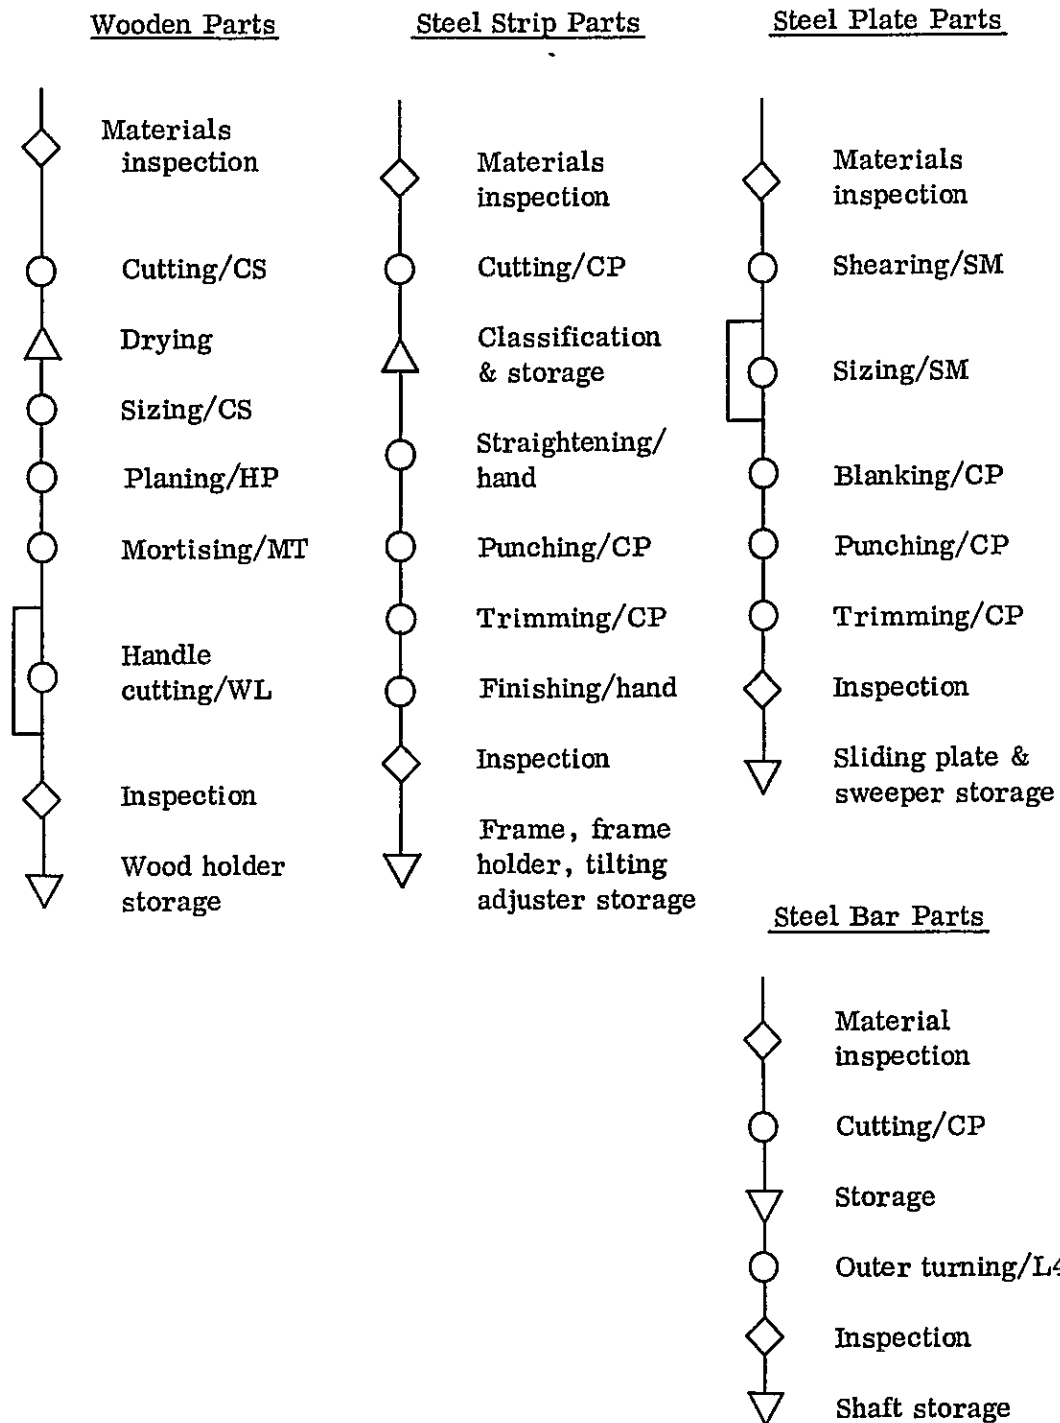 Wooden Parts
Materials
inspection
Cutting/CS
Drying
Sizing/CS
Planing/HP
Mortising/MT
Handle
cutting/WL
Inspection
Wood holder
storage
Steel Strip Parts
Materials
inspection
Cutting/CP
Classification
& storage
Straightening/
hand
Punching/CP
Trimming/CP
Finishing/hand
Inspection
Frame, frame
holder, tilting
adjuster storage
Steel Plate Parts
Materials
inspection
Shearing/SM
Sizing/SM
Blanking/CP
Punching/CP
Trimming/CP
Inspection
Sliding plate &
sweeper storage
Steel Bar Parts
Material
inspection
Cutting/CP
Storage
Outer turning/L4
Inspection
Shaft storage